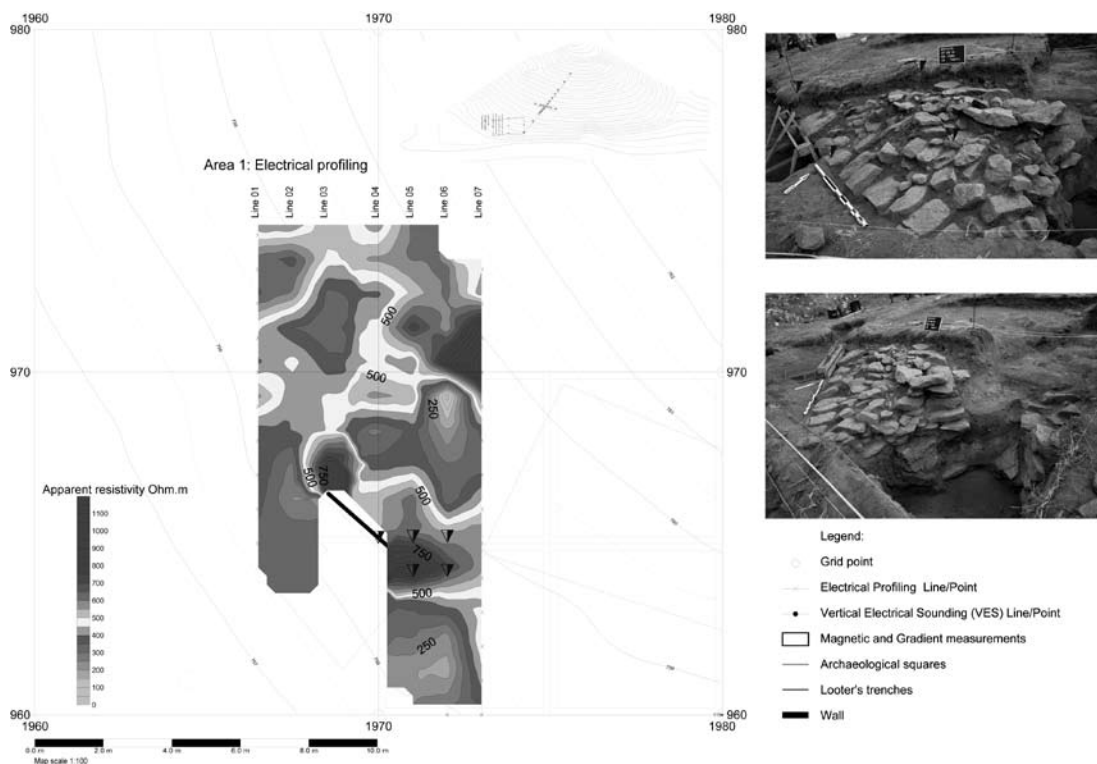 1960
1970
1980
980
980
Area 1: Electrical profiling
Line 01
Line 02
Line 03
Line 04
Line 05
Line 06
Line 07
500
970
970
500
250
750
500
500
750
500
250
Apparent resistivity Ohm.m
1100
1000
900
800
700
600
500
400
300
200
100
0
960
960
1960
1970
1980
0.0 m
2.0 m
4.0 m
6.0 m
8.0 m
10.0 m
Map scale 1:100
Legend:
Grid point
Electrical Profiling Line/Point
Vertical Electrical Sounding (VES) Line/Point
Magnetic and Gradient measurements
Archaeological squares
Looter's trenches
Wall